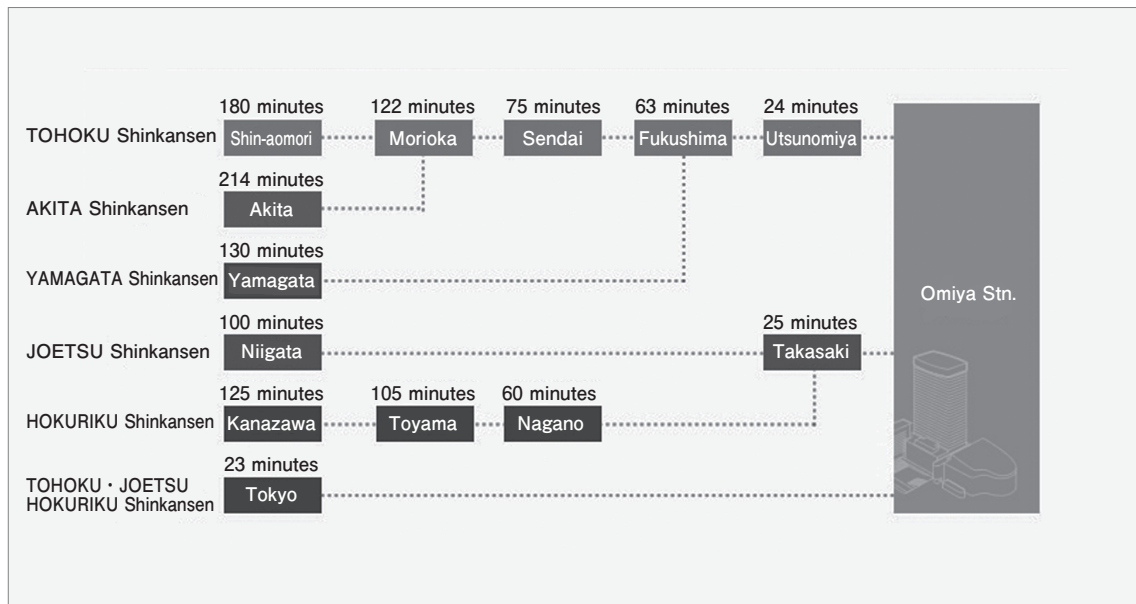 180 minutes 122 minutes 75 minutes 63 minutes 24 minutes
TOHOKU Shinkansen Shin-aomori Morioka Sendai Fukushima Utsunomiya
214 minutes
AKITA Shinkansen Akita
130 minutes
YAMAGATA Shinkansen Yamagata
Omiya Stn.
100 minutes 25 minutes
JOETSU Shinkansen Niigata Takasaki
125 minutes 105 minutes 60 minutes
HOKURIKU Shinkansen Kanazawa Toyama Nagano
23 minutes
TOHOKU・JOETSU
HOKURIKU Shinkansen Tokyo